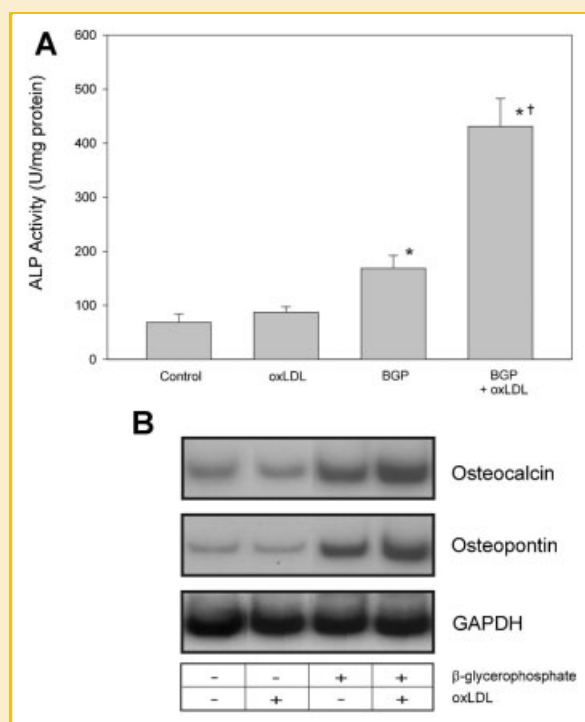 A
600
500
400
300
200
100
0
ALP Activity (U/mg protein)
*
* †
Control oxLDL BGP BGP + oxLDL
B
Osteocalcin
Osteopontin
GAPDH
- - + + β-glycerophosphate
- + - + oxLDL